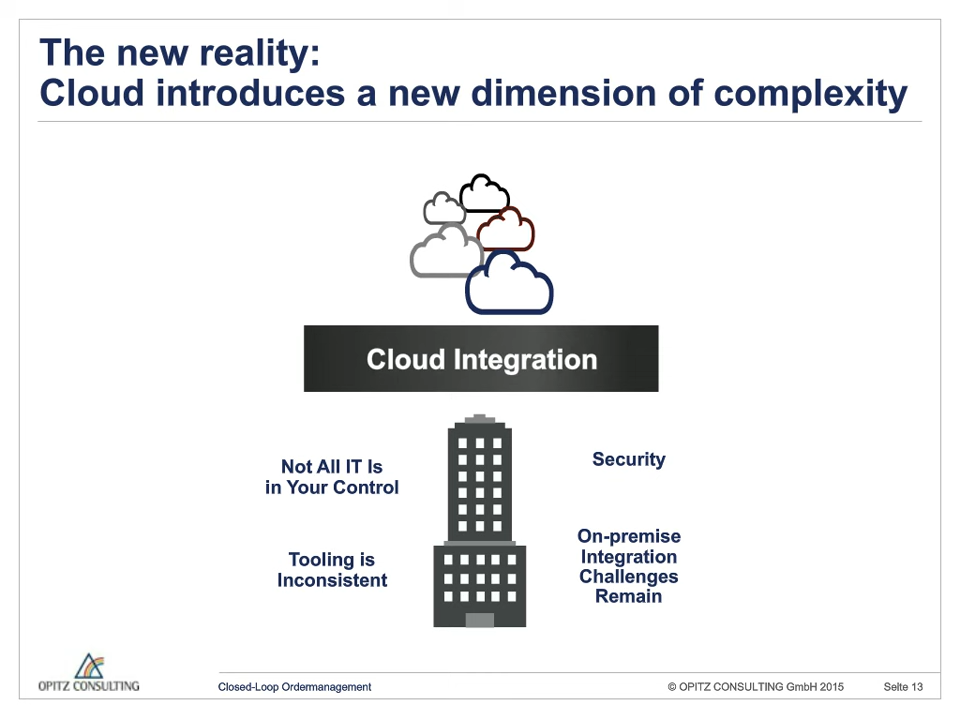 The new reality:
Cloud introduces a new dimension of complexity
Cloud Integration
Not All IT Is
in Your Control
Security
Tooling is
Inconsistent
On-premise
Integration
Challenges
Remain
OPITZ CONSULTING
Closed-Loop Ordermanagement
© OPITZ CONSULTING GmbH 2015
Seite 13